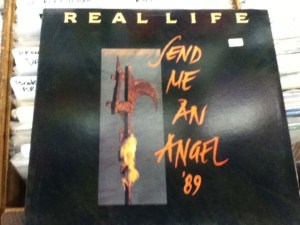 REAL LIFE
SEND
ME
AN
ANGEL
'89